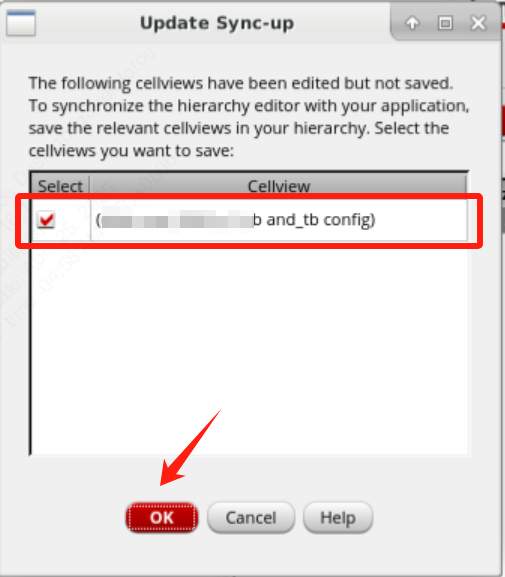 Update Sync-up
The following cellviews have been edited but not saved.
To synchronize the hierarchy editor with your application,
save the relevant cellviews in your hierarchy. Select the
cellviews you want to save:
Select Cellview
( b and_tb config)
OK Cancel Help